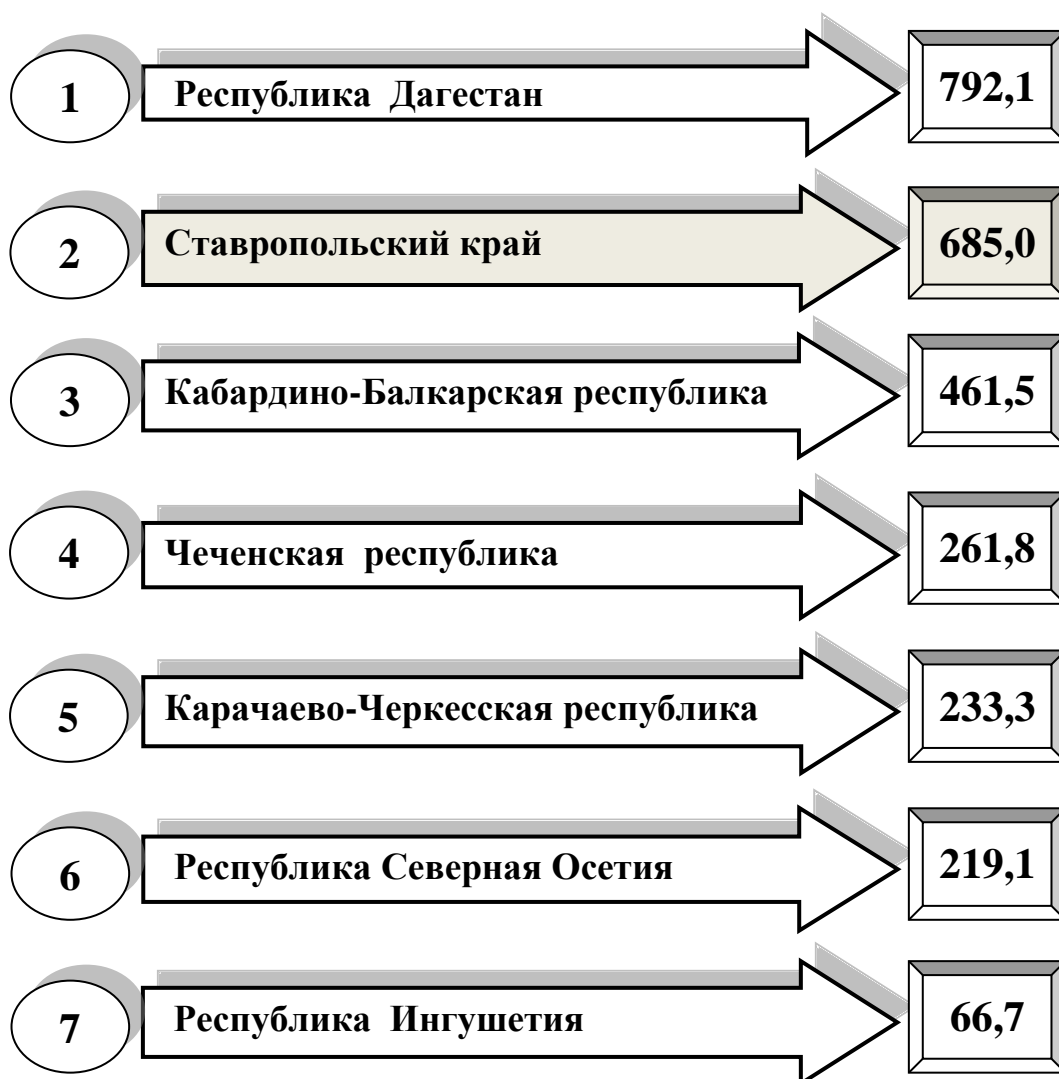 1 Республика Дагестан 792,1
2 Ставропольский край 685,0
3 Кабардино-Балкарская республика 461,5
4 Чеченская республика 261,8
5 Карачаево-Черкесская республика 233,3
6 Республика Северная Осетия 219,1
7 Республика Ингушетия 66,7